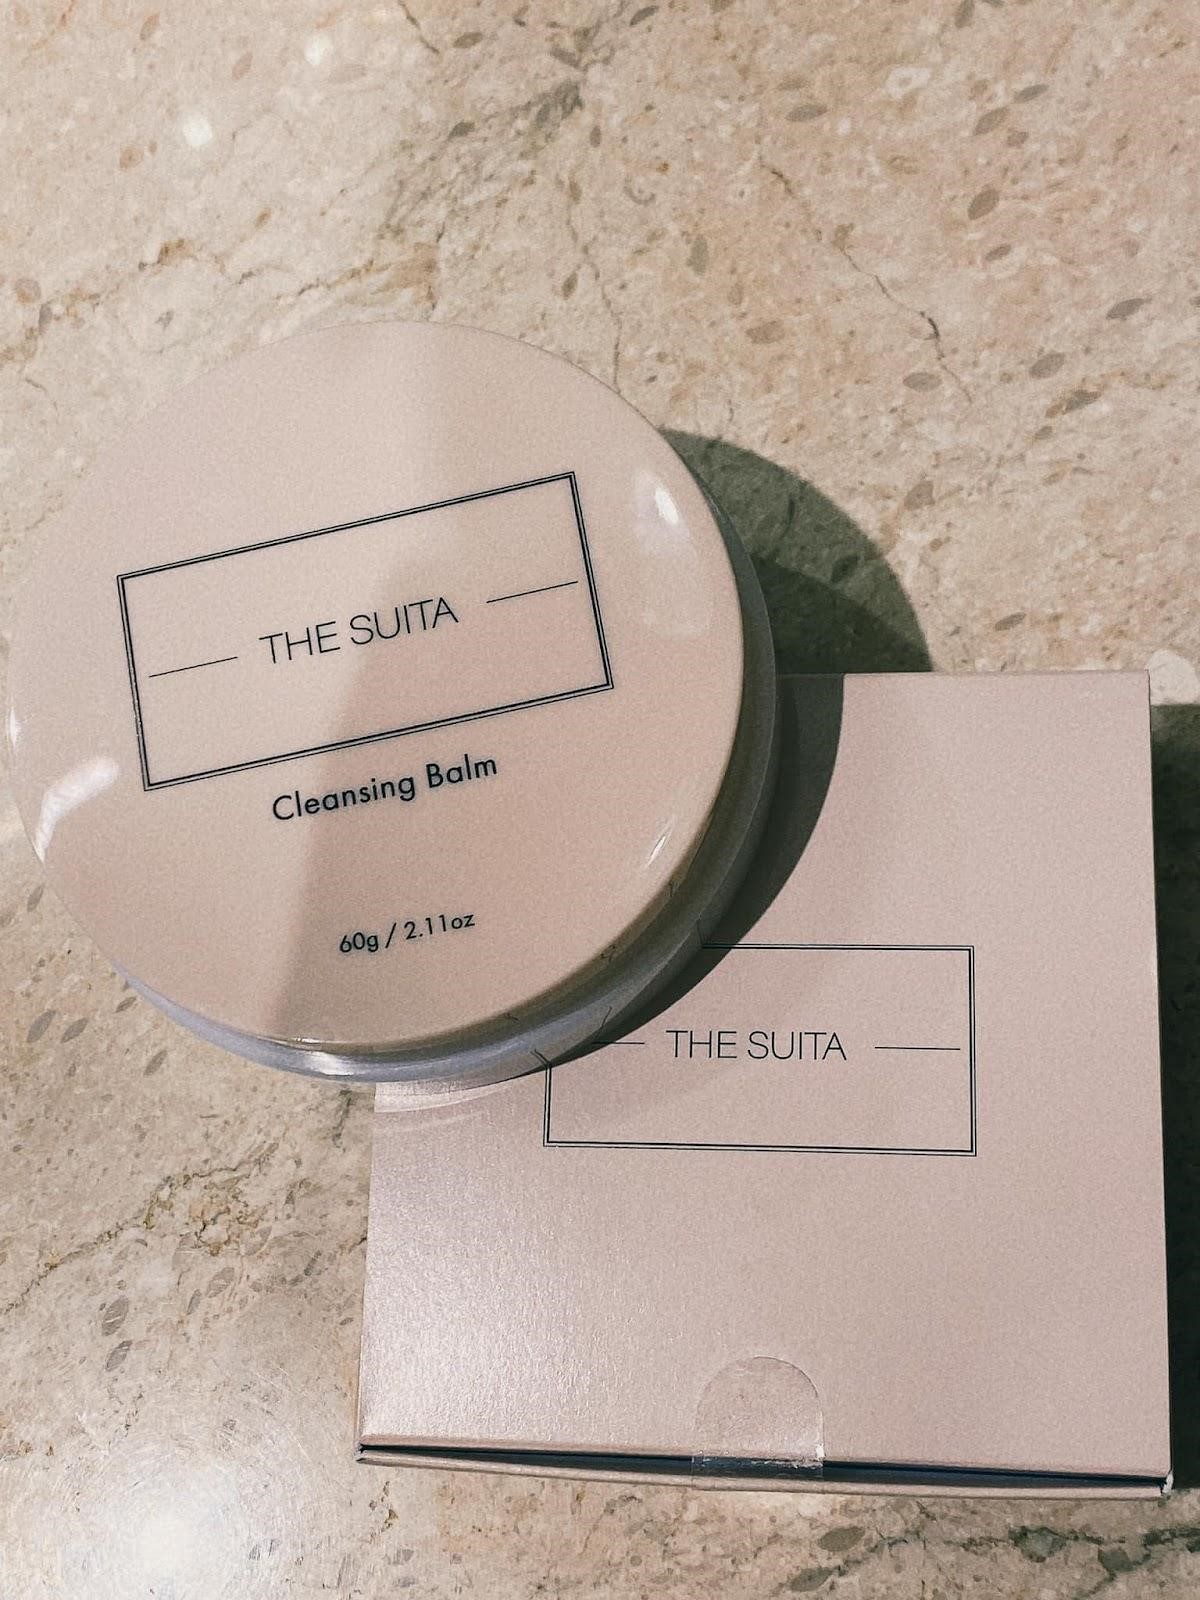 THE SUITA
Cleansing Balm
60g / 2.11oz
THE SUITA